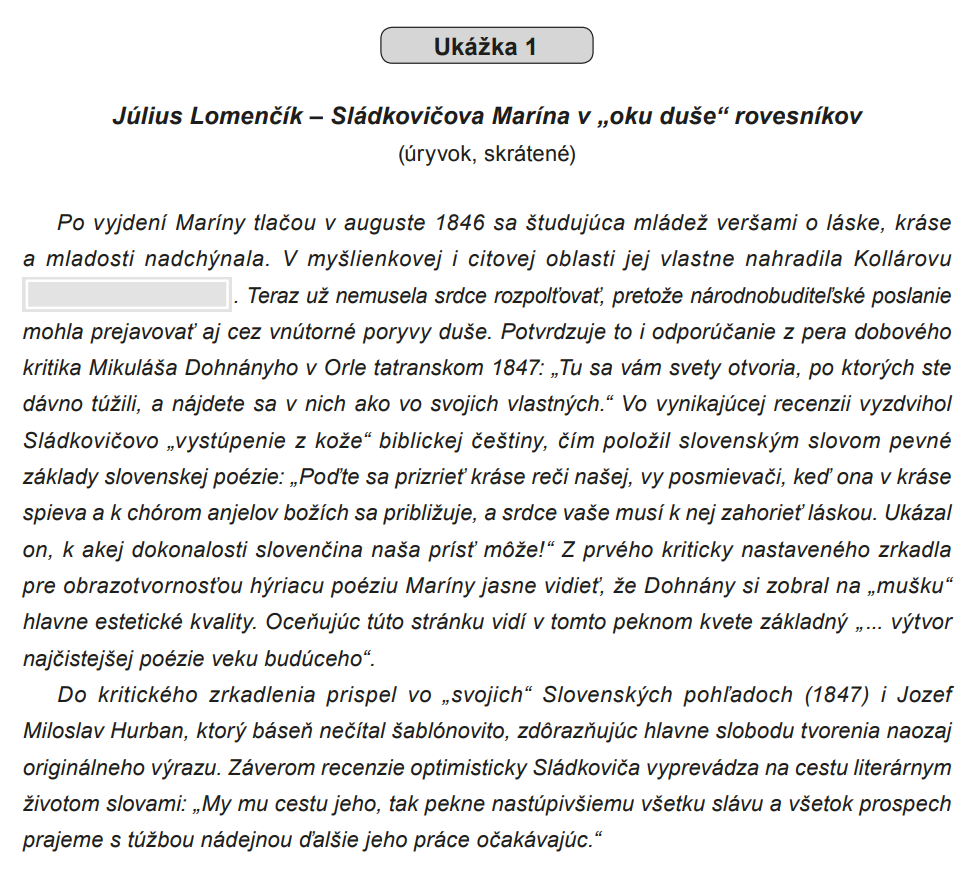 Ukážka 1
Július Lomenčík – Sládkovičova Marína v „oku duše“ rovesníkov
(úryvok, skrátené)
Po vyjdení Maríny tlačou v auguste 1846 sa študujúca mládež veršami o láske, kráse
a mladosti nadchýnala. V myšlienkovej i citovej oblasti jej vlastne nahradila Kollárovu
. Teraz už nemusela srdce rozpoltʼovatʼ, pretože národnobuditeľské poslanie
mohla prejavovať aj cez vnútorné poryvy duše. Potvrdzuje to i odporúčanie z pera dobového
kritika Mikuláša Dohnányho v Orle tatranskom 1847: „Tu sa vám svety otvoria, po ktorých ste
dávno túžili, a nájdete sa v nich ako vo svojich vlastných.“ Vo vynikajúcej recenzii vyzdvihol
Sládkovičovo „vystúpenie z kože“ biblickej češtiny, čím položil slovenským slovom pevné
základy slovenskej poézie: „Poďte sa prizrieť kráse reči našej, vy posmievači, keď ona v kráse
spieva a k chórom anjelov božích sa približuje, a srdce vaše musí k nej zahorieť láskou. Ukázal
on, k akej dokonalosti slovenčina naša prísť môže!“ Z prvého kriticky nastaveného zrkadla
pre obrazotvornosťou hýriacu poéziu Maríny jasne vidieť, že Dohnány si zobral na „mušku“
hlavne estetické kvality. Oceňujúc túto stránku vidí v tomto peknom kvete základný „... výtvor
najčistejšej poézie veku budúceho“.
Do kritického zrkadlenia prispel vo „svojich“ Slovenských pohľadoch (1847) i Jozef
Miloslav Hurban, ktorý báseň nečítal šablónovito, zdôrazňujúc hlavne slobodu tvorenia naozaj
originálneho výrazu. Záverom recenzie optimisticky Sládkoviča vyprevádza na cestu literárnym
životom slovami: „My mu cestu jeho, tak pekne nastúpivšiemu všetku slávu a všetok prospech
prajeme s túžbou nádejnou ďalšie jeho práce očakávajúc.“